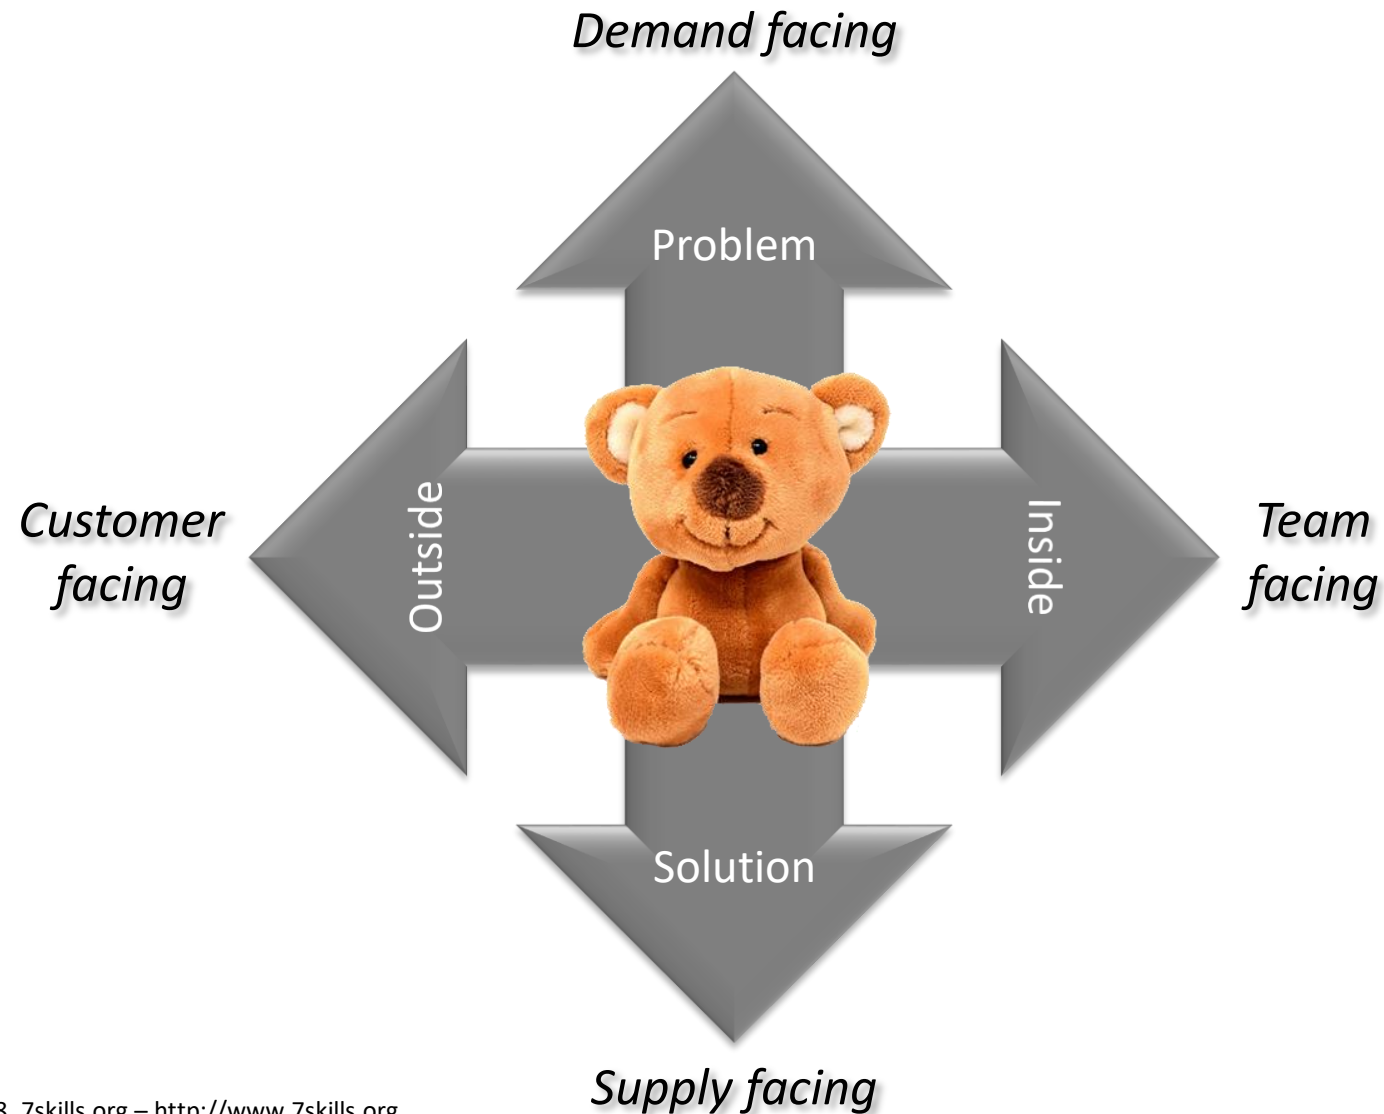 Demand facing
Problem
Customer
facing
Outside
Inside
Team
facing
Solution
Supply facing
7skills.org – http://www.7skills.org